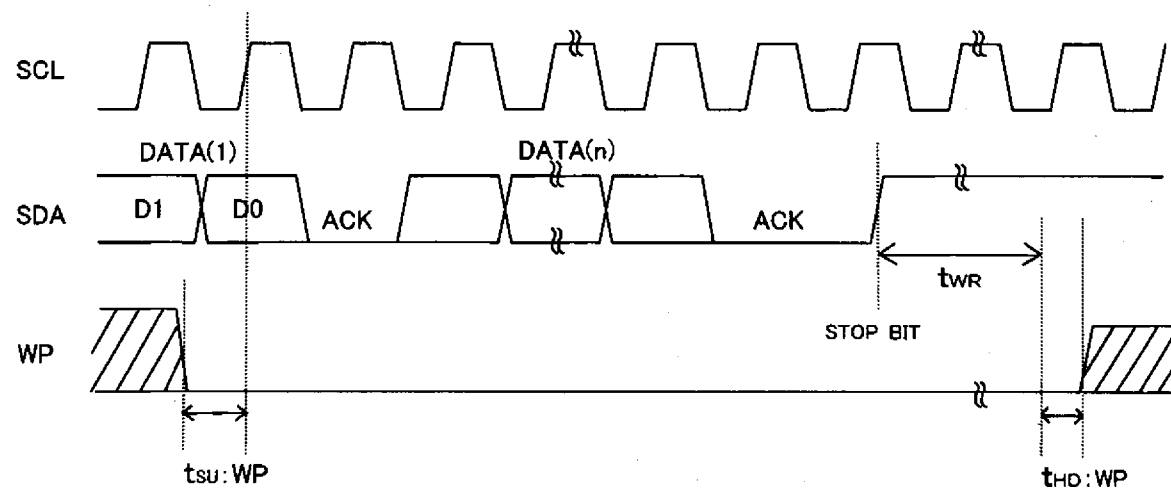 SCL
DATA(1)
DATA(n)
SDA
D1
D0
ACK
ACK
tWR
STOP BIT
WP
tSU:WP
tHD:WP